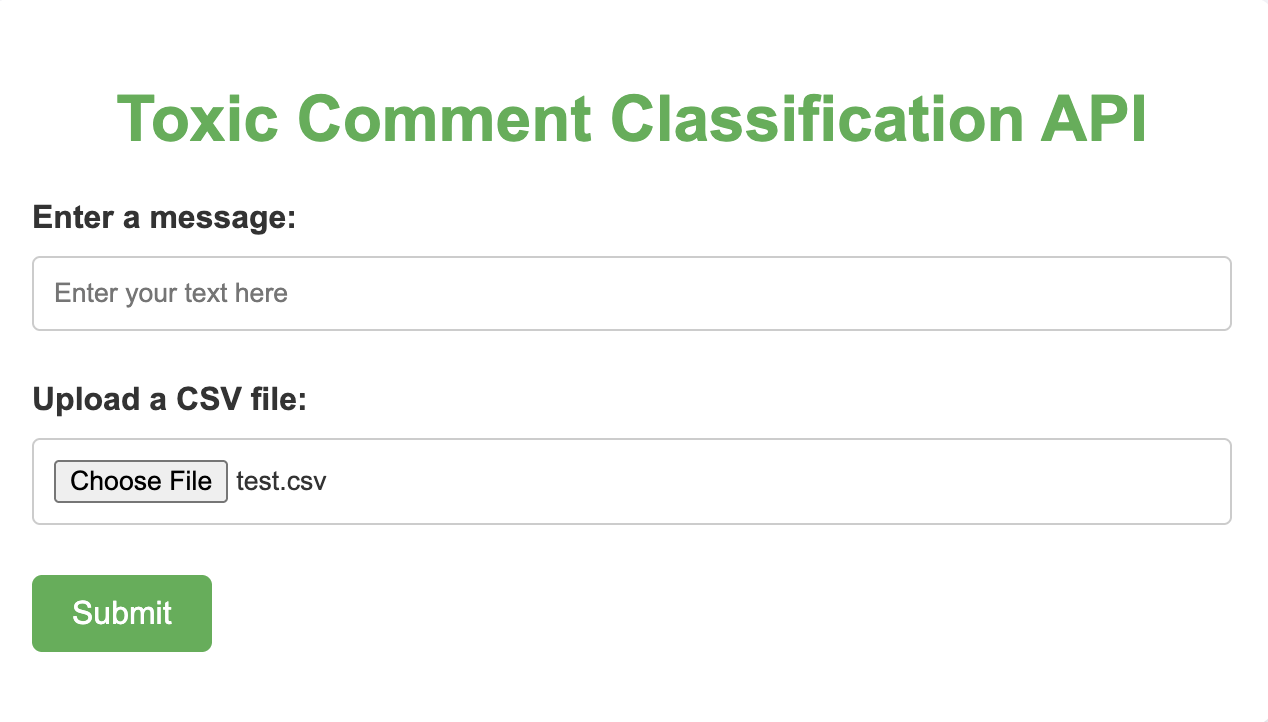 Toxic Comment Classification API
Enter a message:
Enter your text here
Upload a CSV file:
Choose File test.csv
Submit